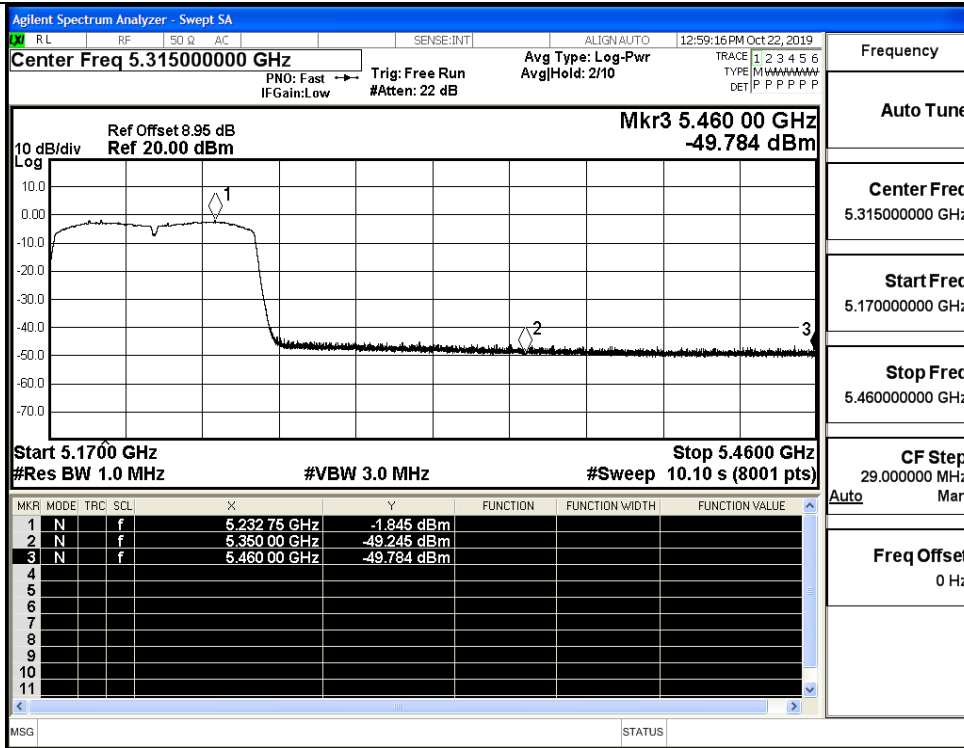 Agilent Spectrum Analyzer - Swept SA
LXI RL RF 50 Ω AC SENSE:INT ALIGN AUTO 12:59:16 PM Oct 22, 2019
Center Freq 5.315000000 GHz
PNO: Fast
IFGain:Low
Trig: Free Run
#Atten: 22 dB
Avg Type: Log-Pwr
Avg|Hold: 2/10
TRACE 1 2 3 4 5 6
TYPE M WWWWW
DET P P P P P P
Mkr3 5.460 00 GHz
-49.784 dBm
Ref Offset 8.95 dB
10 dB/div Ref 20.00 dBm
Log
10.0
0.00
-10.0
-20.0
-30.0
-40.0
-50.0
-60.0
-70.0
1
2
3
Start 5.1700 GHz Stop 5.4600 GHz
#Res BW 1.0 MHz #VBW 3.0 MHz #Sweep 10.10 s (8001 pts)
MKR MODE TRC SCL X Y FUNCTION FUNCTION WIDTH FUNCTION VALUE
1 N f 5.232 75 GHz -1.845 dBm
2 N f 5.350 00 GHz -49.245 dBm
3 N f 5.460 00 GHz -49.784 dBm
4
5
6
7
8
9
10
11
MSG STATUS
Frequency
Auto Tune
Center Freq
5.315000000 GHz
Start Freq
5.170000000 GHz
Stop Freq
5.460000000 GHz
CF Step
29.000000 MHz
Auto Man
Freq Offset
0 Hz